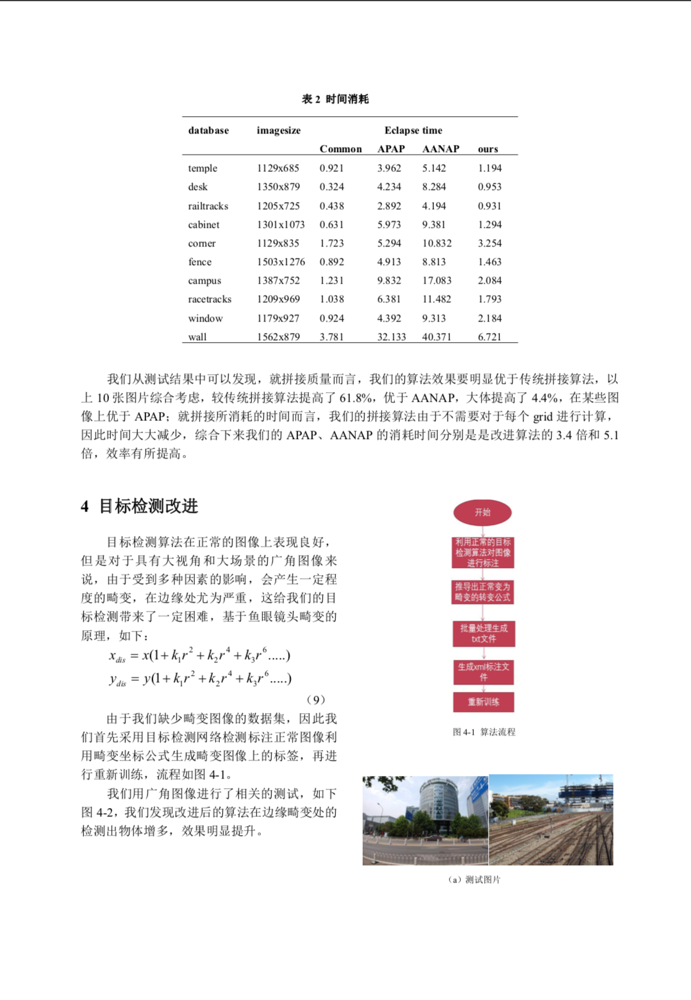 表 2 时间消耗
database imagesize Eclapse time
Common APAP AANAP ours
temple 1129x685 0.921 3.962 5.142 1.194
desk 1350x879 0.324 4.234 8.284 0.953
railtracks 1205x725 0.438 2.892 4.194 0.931
cabinet 1301x1073 0.631 5.973 9.381 1.294
corner 1129x835 1.723 5.294 10.832 3.254
fence 1503x1276 0.892 4.913 8.813 1.463
campus 1387x752 1.231 9.832 17.083 2.084
racetracks 1209x969 1.038 6.381 11.482 1.793
window 1179x927 0.924 4.392 9.313 2.184
wall 1562x879 3.781 32.133 40.371 6.721
我们从测试结果中可以发现，就拼接质量而言，我们的算法效果要明显优于传统拼接算法，以
上 10 张图片综合考虑，较传统拼接算法提高了 61.8%，优于 AANAP，大体提高了 4.4%，在某些图
像上优于 APAP；就拼接所消耗的时间而言，我们的拼接算法由于不需要对于每个 grid 进行计算，
因此时间大大减少，综合下来我们的 APAP、AANAP 的消耗时间分别是是改进算法的 3.4 倍和 5.1
倍，效率有所提高。
4 目标检测改进
目标检测算法在正常的图像上表现良好，
但是对于具有大视角和大场景的广角图像来
说，由于受到多种因素的影响，会产生一定程
度的畸变，在边缘处尤为严重，这给我们的目
标检测带来了一定困难，基于鱼眼镜头畸变的
原理，如下：
x_dis = x(1+k₁r²+k₂r⁴+k₃r⁶.....)
y_dis = y(1+k₁r²+k₂r⁴+k₃r⁶.....)
（9）
由于我们缺少畸变图像的数据集，因此我
们首先采用目标检测网络检测标注正常图像利
用畸变坐标公式生成畸变图像上的标签，再进
行重新训练，流程如图 4-1。
我们用广角图像进行了相关的测试，如下
图 4-2，我们发现改进后的算法在边缘畸变处的
检测出物体增多，效果明显提升。
开始
利用正常的目标
检测算法对图像
进行标注
推导出正常变为
畸变的转变公式
批量处理生成
txt文件
生成xml标注文
件
重新训练
图 4-1 算法流程
（a）测试图片